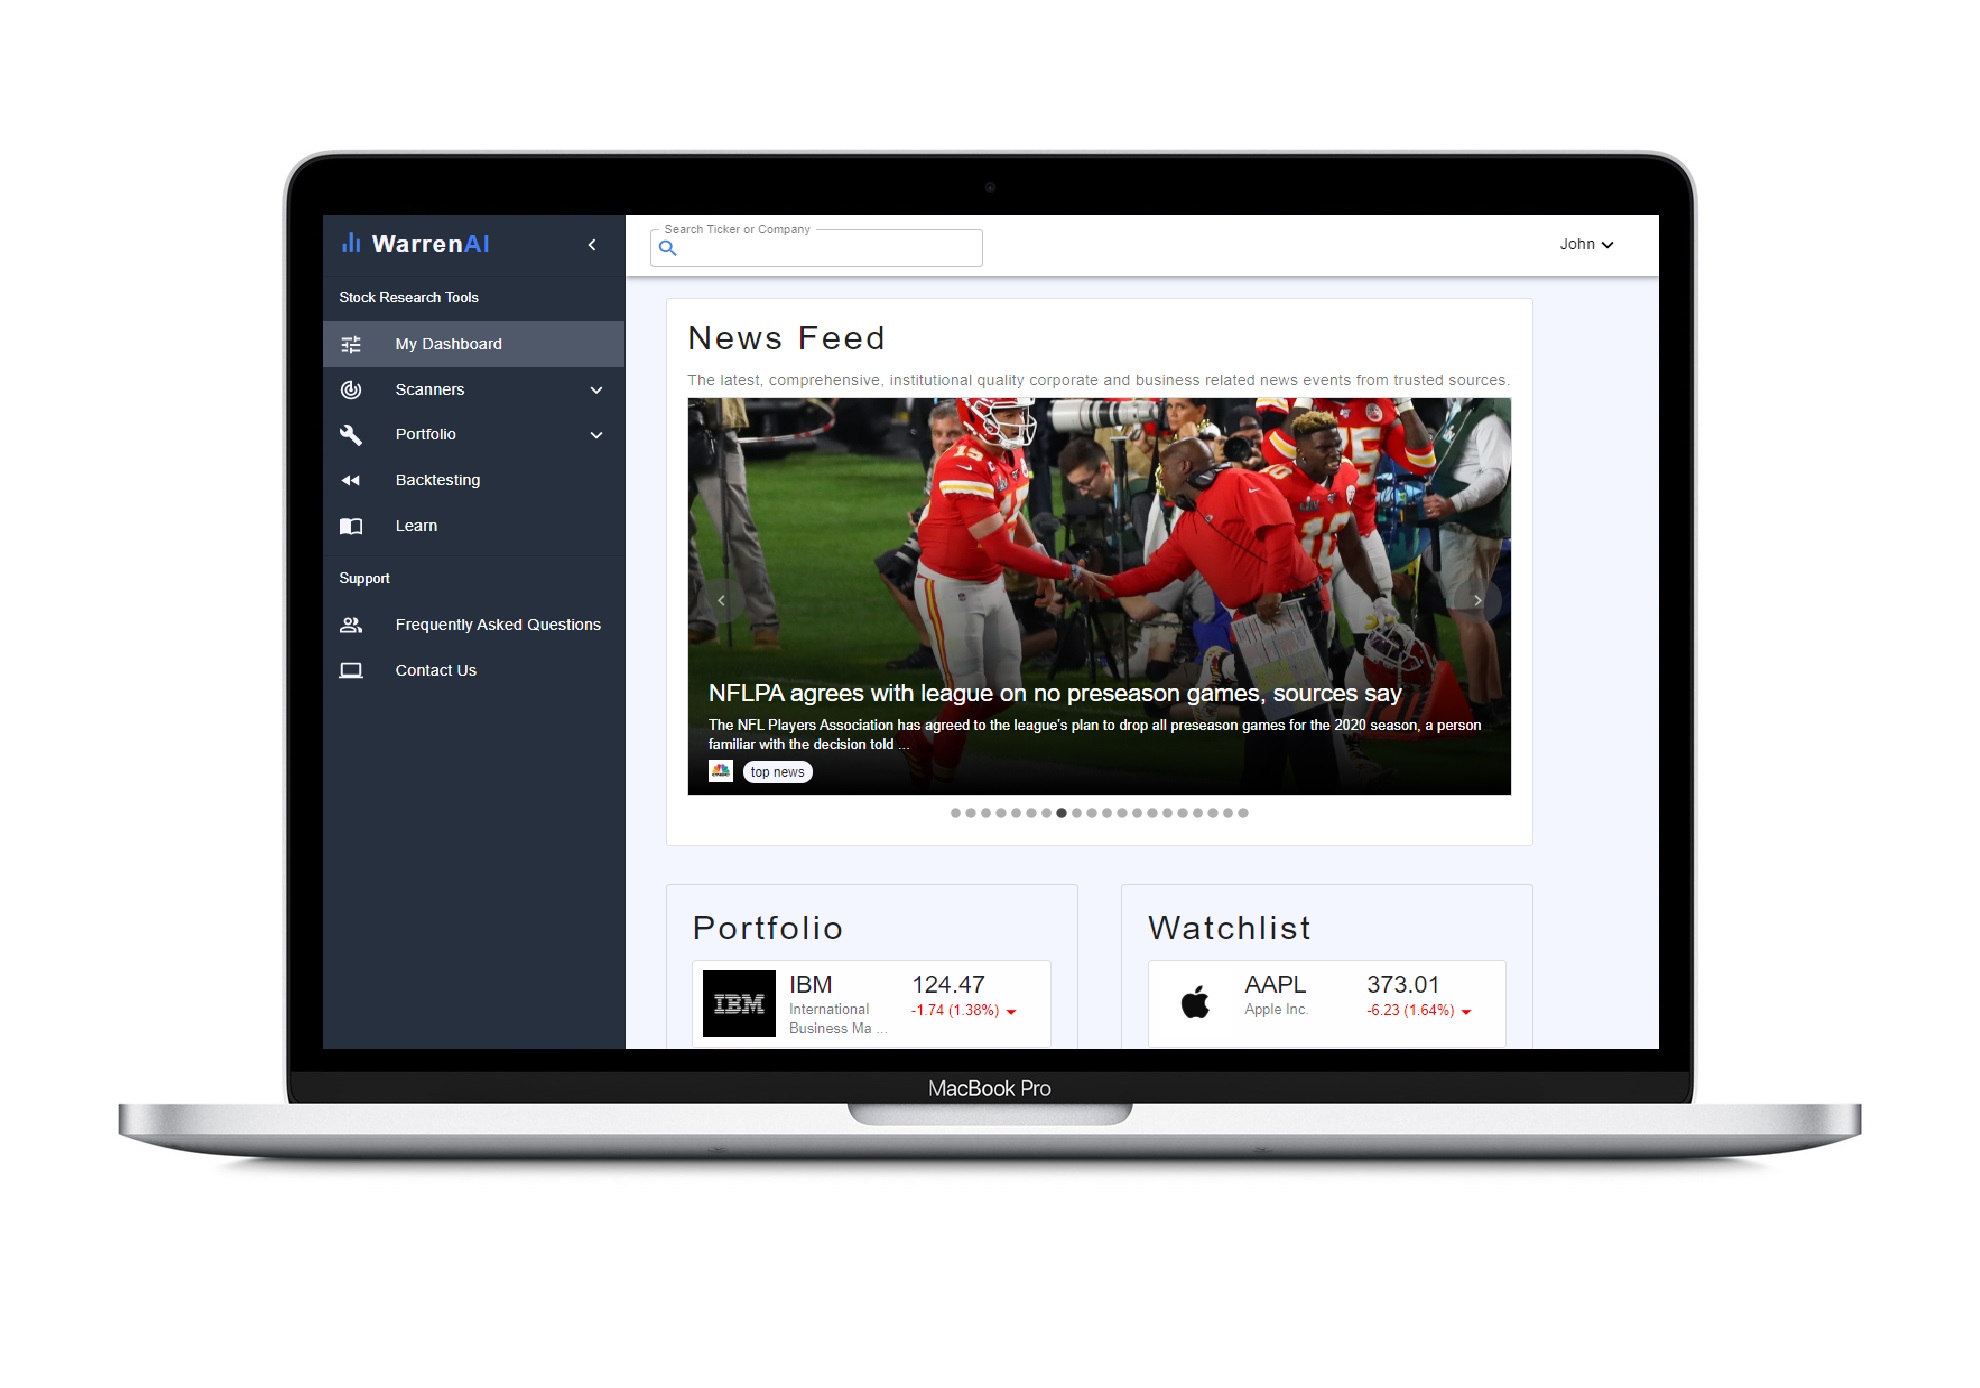 WarrenAI
Stock Research Tools
My Dashboard
Scanners
Portfolio
Backtesting
Learn
Support
Frequently Asked Questions
Contact Us
Search Ticker or Company
John
News Feed
The latest, comprehensive, institutional quality corporate and business related news events from trusted sources.
15
10
NFLPA agrees with league on no preseason games, sources say
The NFL Players Association has agreed to the league's plan to drop all preseason games for the 2020 season, a person
familiar with the decision told ...
top news
Portfolio
IBM
IBM
124.47
International
Business Ma ...
-1.74 (1.38%)
Watchlist
AAPL
373.01
Apple Inc.
-6.23 (1.64%)
MacBook Pro